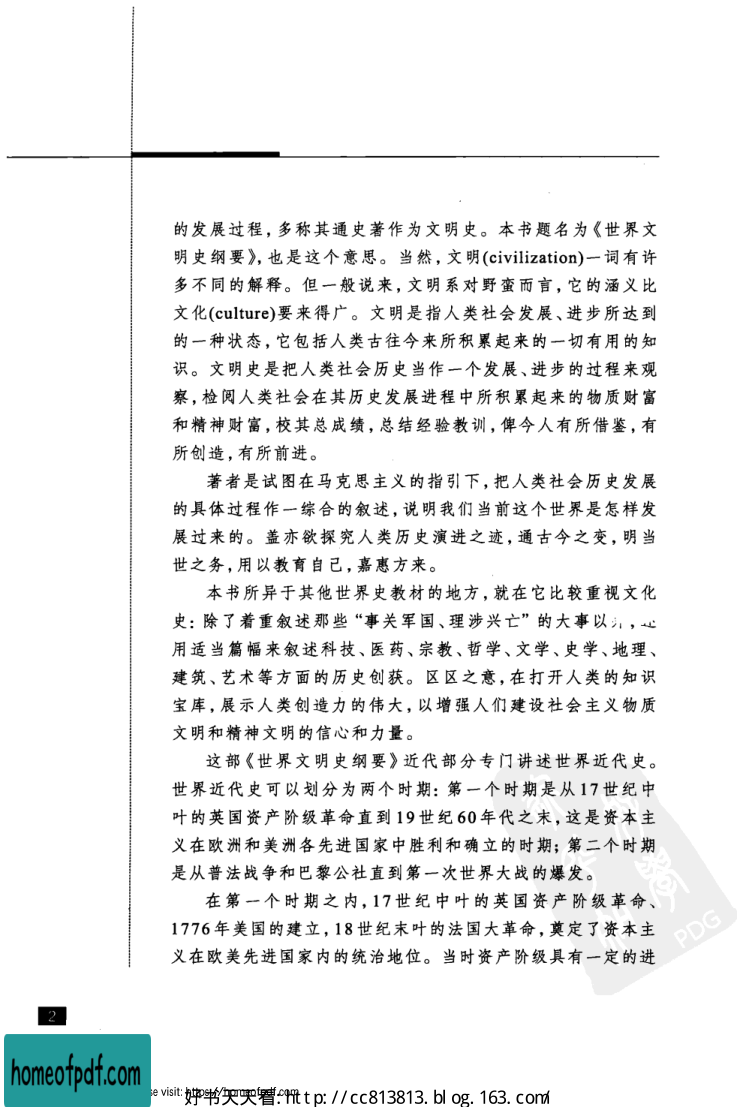 的发展过程，多称其通史著作为文明史。本书题名为《世界文
明史纲要》，也是这个意思。当然，文明(civilization)一词有许
多不同的解释。但一般说来，文明系对野蛮而言，它的涵义比
文化(culture)要来得广。文明是指人类社会发展、进步所达到
的一种状态，它包括人类古往今来所积累起来的一切有用的知
识。文明史是把人类社会历史当作一个发展、进步的过程来观
察，检阅人类社会在其历史发展进程中所积累起来的物质财富
和精神财富，校其总成绩，总结经验教训，俾今人有所借鉴，有
所创造，有所前进。
著者是试图在马克思主义的指引下，把人类社会历史发展
的具体过程作一综合的叙述，说明我们当前这个世界是怎样发
展过来的。盖亦欲探究人类历史演进之迹，通古今之变，明当
世之务，用以教育自己，嘉惠方来。
本书所异于其他世界史教材的地方，就在它比较重视文化
史：除了着重叙述那些“事关军国、理涉兴亡”的大事以，
用适当篇幅来叙述科技、医药、宗教、哲学、文学、史学、地理、
建筑、艺术等方面的历史创获。区区之意，在打开人类的知识
宝库，展示人类创造力的伟大，以增强人们建设社会主义物质
文明和精神文明的信心和力量。
这部《世界文明史纲要》近代部分专门讲述世界近代史。
世界近代史可以划分为两个时期：第一个时期是从17世纪中
叶的英国资产阶级革命直到19世纪60年代之末，这是资本主
义在欧洲和美洲各先进国家中胜利和确立的时期；第二个时期
是从普法战争和巴黎公社直到第一次世界大战的爆发。
在第一个时期之内，17世纪中叶的英国资产阶级革命、
1776年美国的建立，18世纪末叶的法国大革命，奠定了资本主
义在欧美先进国家内的统治地位。当时资产阶级具有一定的进
PDG
2
homeofpdf.com
se visit: https://homeofpdf.com
好书天天看:http://cc813813.blog.163.com/